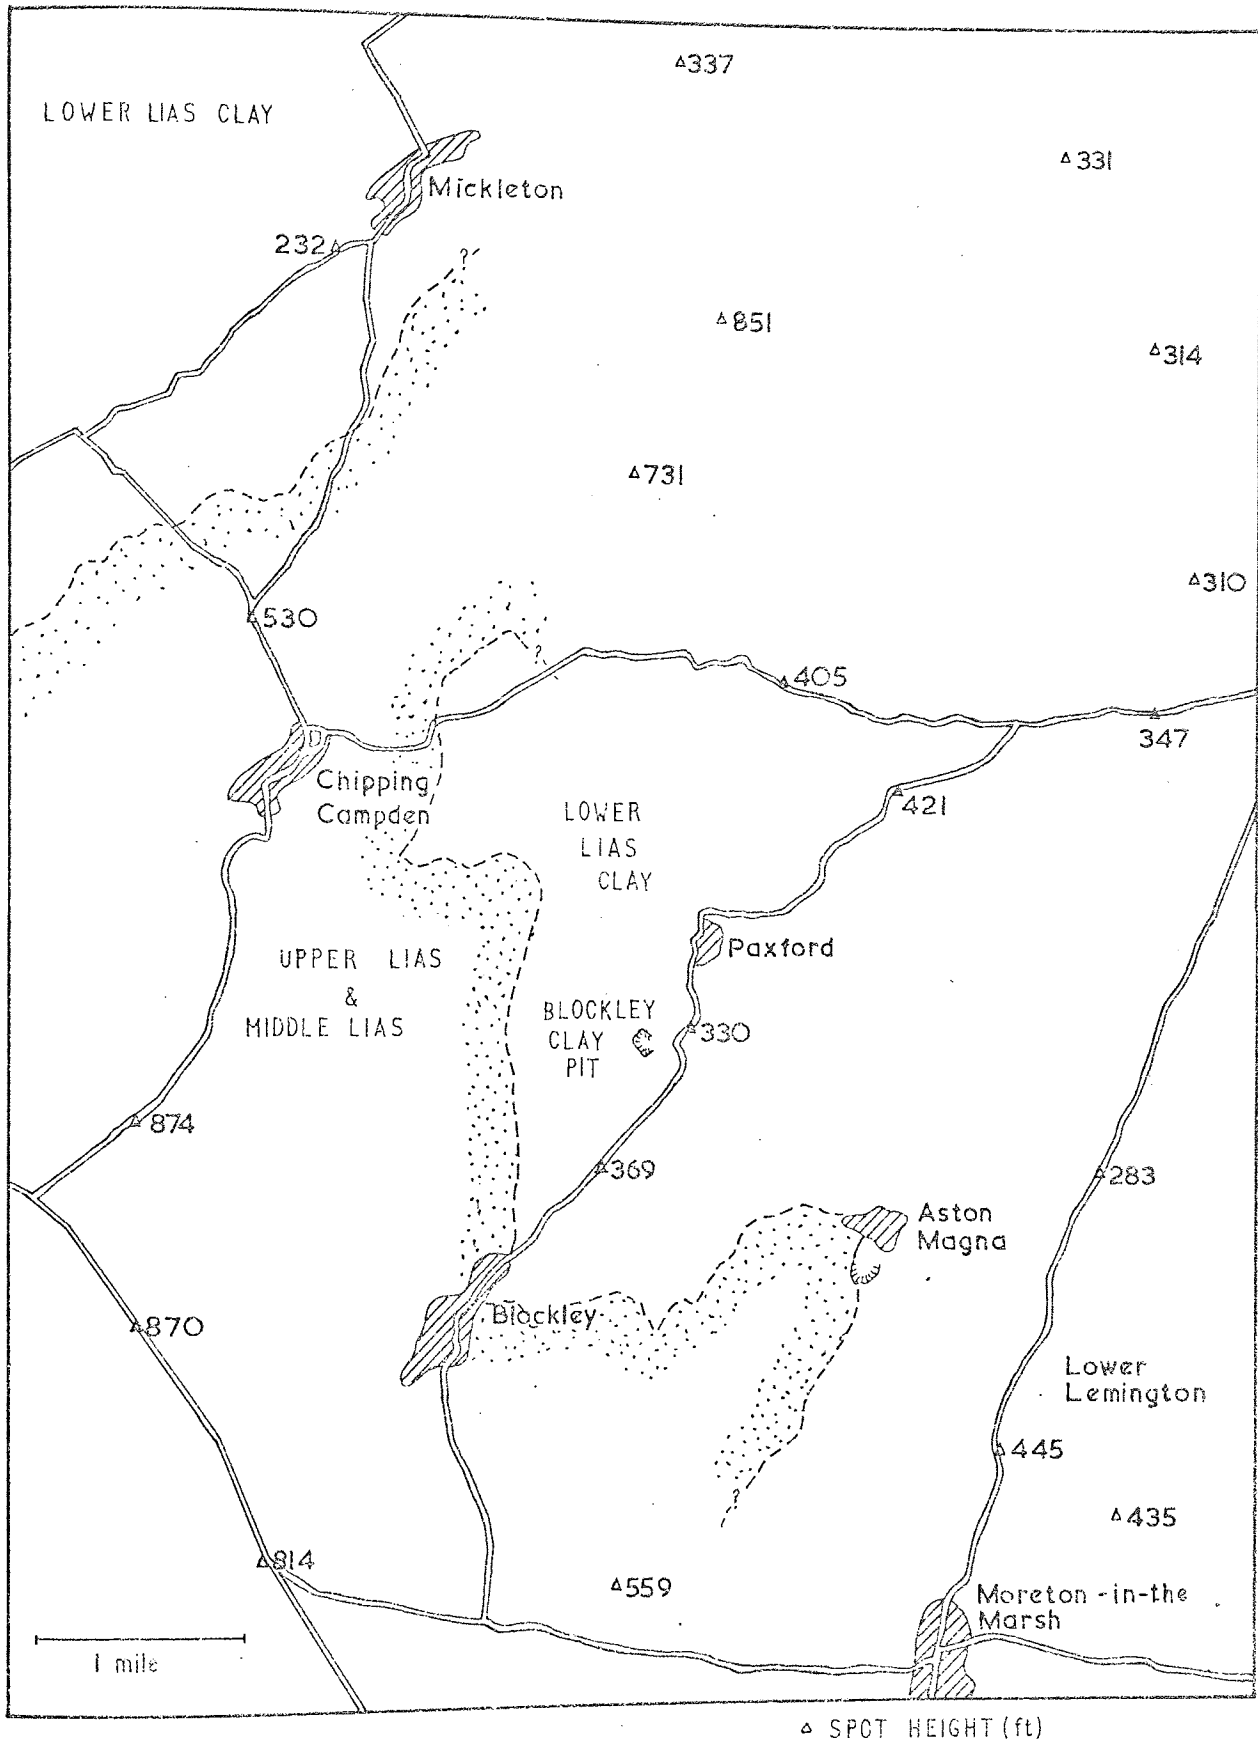 337
LOWER LIAS CLAY
331
Mickleton
232
?
851
314
731
310
530
?
405
347
Chipping
Campden
421
LOWER
LIAS
CLAY
Paxford
UPPER LIAS
&
MIDDLE LIAS
BLOCKLEY
CLAY
PIT
330
874
369
283
Aston
Magna
870
Blockley
Lower
Lemington
445
?
435
814
559
Moreton-in-the
Marsh
1 mile
SPOT HEIGHT (ft)